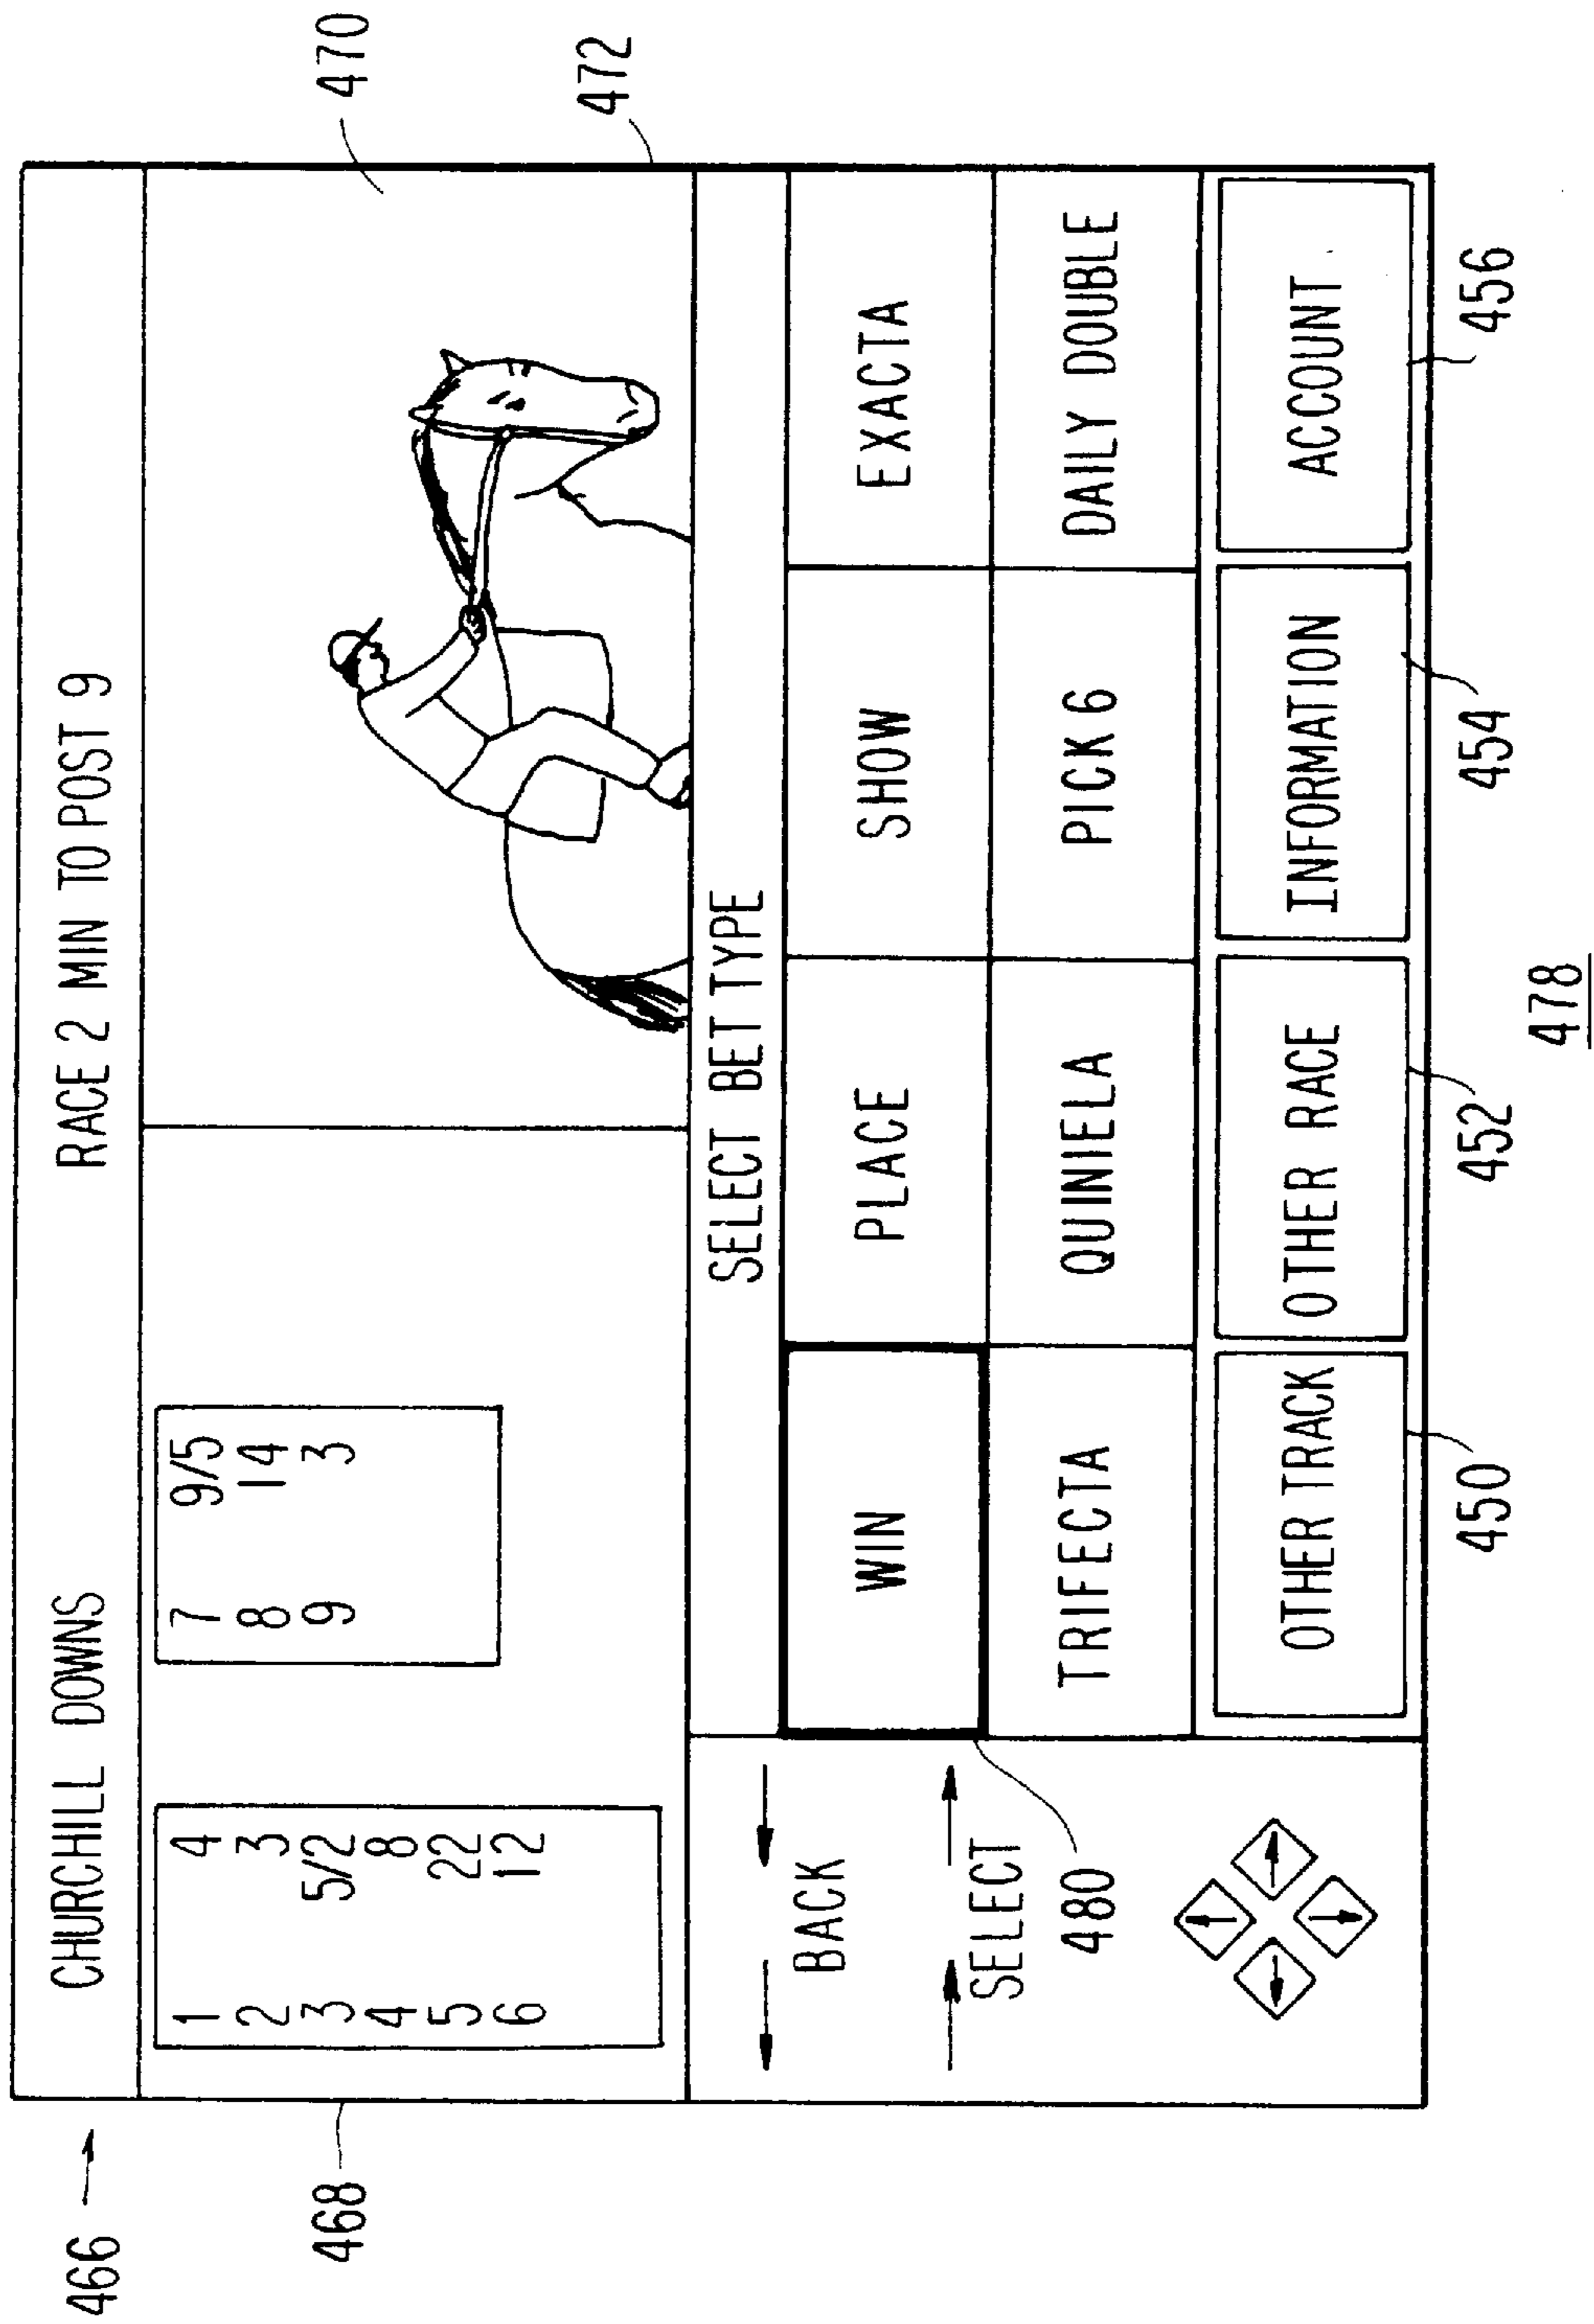 466
CHURCHILL DOWNS RACE 2 MIN TO POST 9
470
468
1 4 7 9/5
2 3 8 14
3 5/2 9 3
4 8
5 22
6 12
472
SELECT BET TYPE
BACK
SELECT
480
WIN PLACE SHOW EXACTA
TRIFECTA QUINIELA PICK 6 DAILY DOUBLE
OTHER TRACK OTHER RACE INFORMATION ACCOUNT
450 452 454 456
478